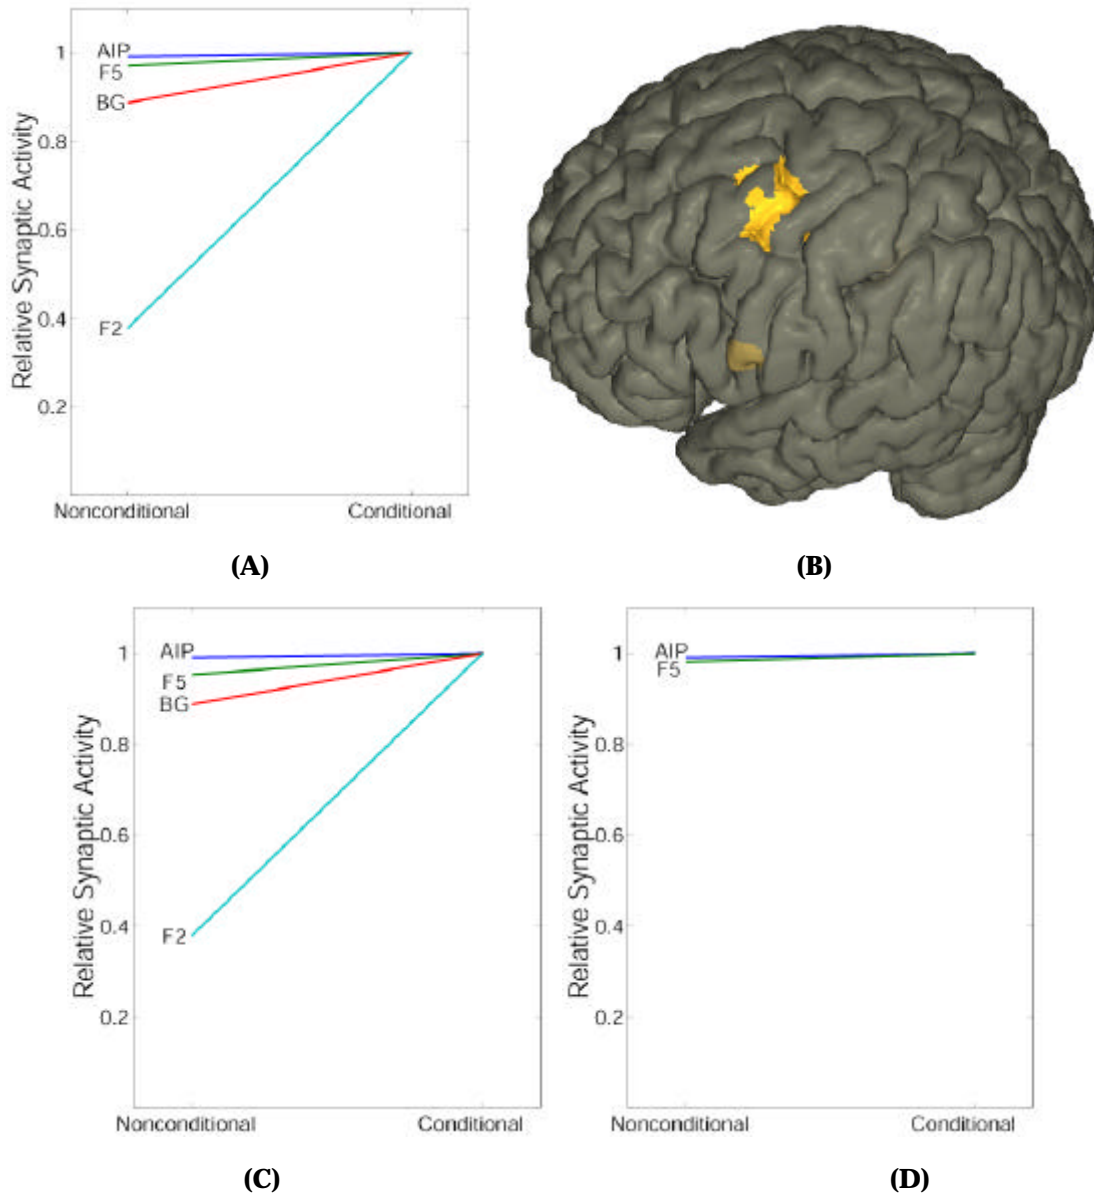 Relative Synaptic Activity
1
0.8
0.6
0.4
0.2
AIP
F5
BG
F2
Nonconditional Conditional
(A)
(B)
Relative Synaptic Activity
1
0.8
0.6
0.4
0.2
AIP
F5
BG
F2
Nonconditional Conditional
(C)
Relative Synaptic Activity
1
0.8
0.6
0.4
0.2
AIP
F5
Nonconditional Conditional
(D)